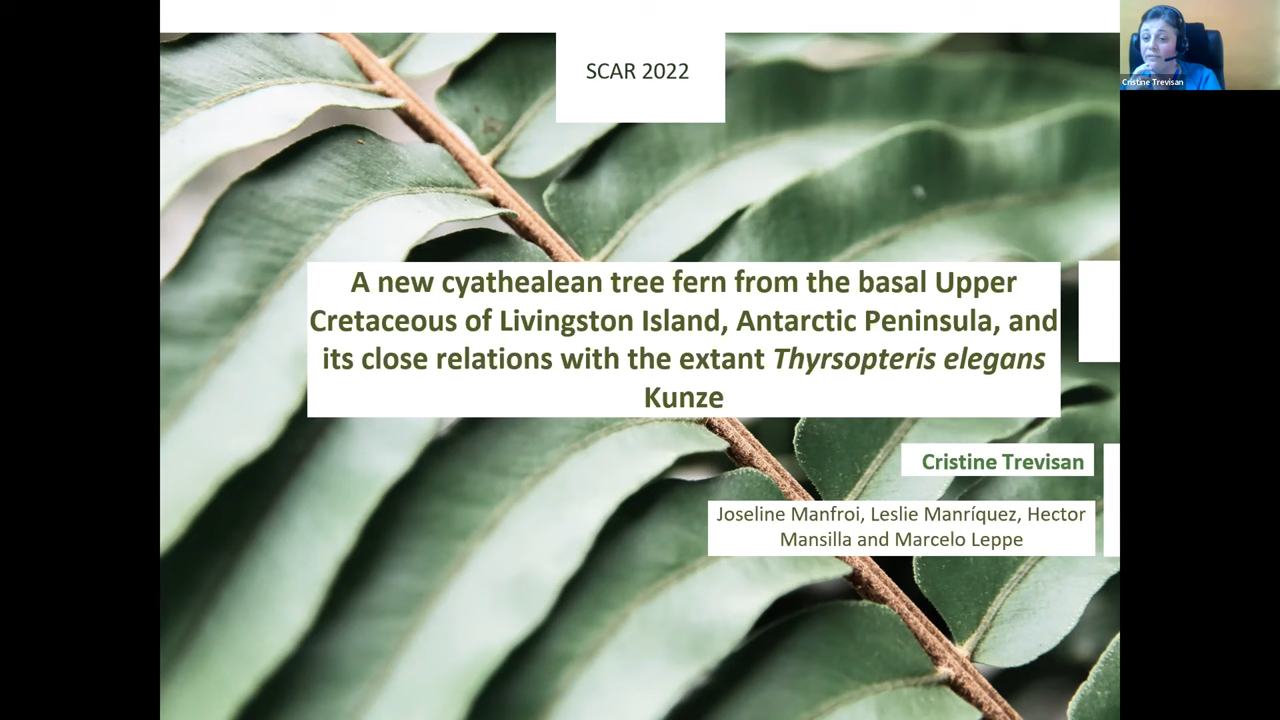 SCAR 2022
Cristine Trevisan
A new cyathealean tree fern from the basal Upper
Cretaceous of Livingston Island, Antarctic Peninsula, and
its close relations with the extant Thyrsopteris elegans
Kunze
Cristine Trevisan
Joseline Manfroi, Leslie Manríquez, Hector
Mansilla and Marcelo Leppe